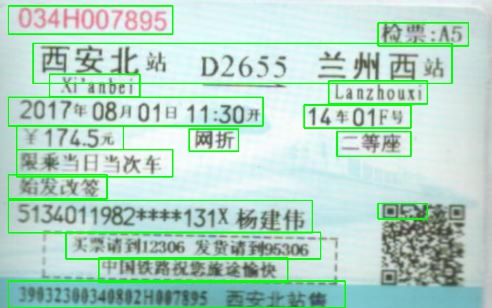 034H007895
检票:A5
西安北站 D2655 兰州西站
Xi'anbei Lanzhouxi
2017年08月01日 11:30开 14车01F号
¥174.5元 网折 二等座
限乘当日当次车
始发改签
5134011982****131X 杨建伟
买票请到12306 发货请到95306
中国铁路祝您旅途愉快
39032300340802H007895 西安北站售